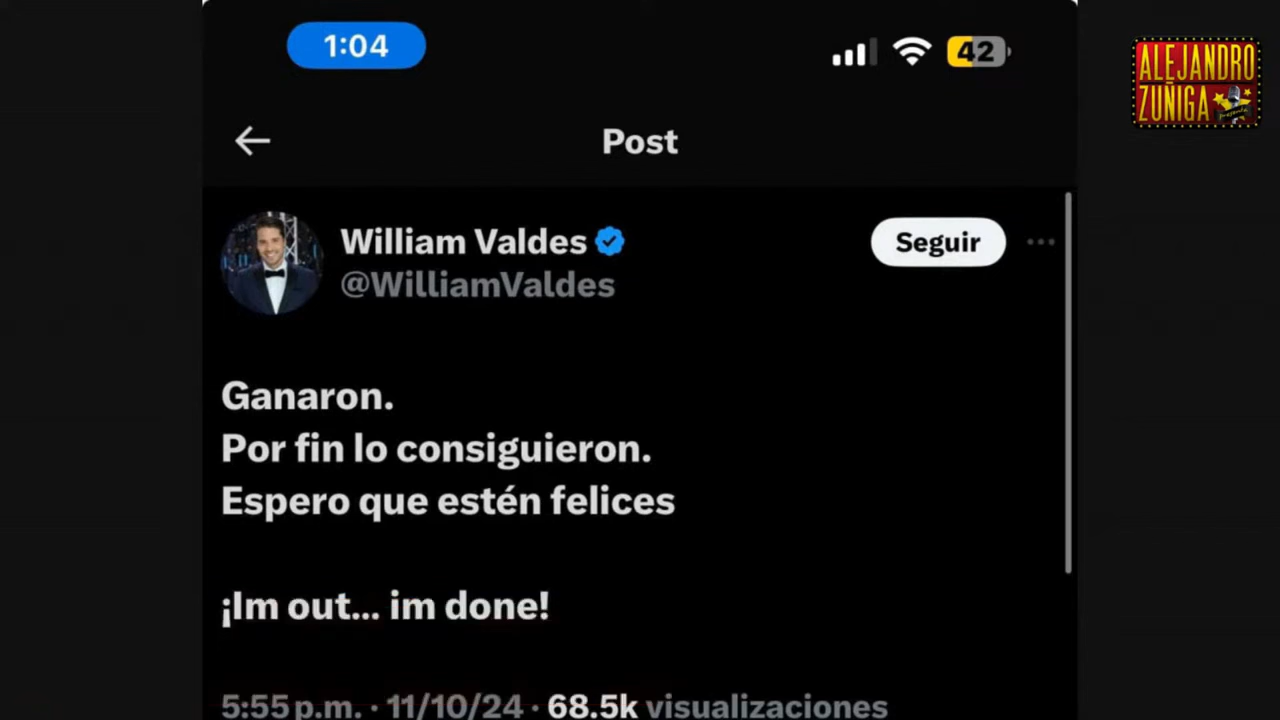 1:04
42
ALEJANDRO
ZUÑIGA
Post
William Valdes
@WilliamValdes
Seguir
Ganaron.
Por fin lo consiguieron.
Espero que estén felices
¡Im out... im done!
5:55 p.m. · 11/10/24 · 68.5k visualizaciones